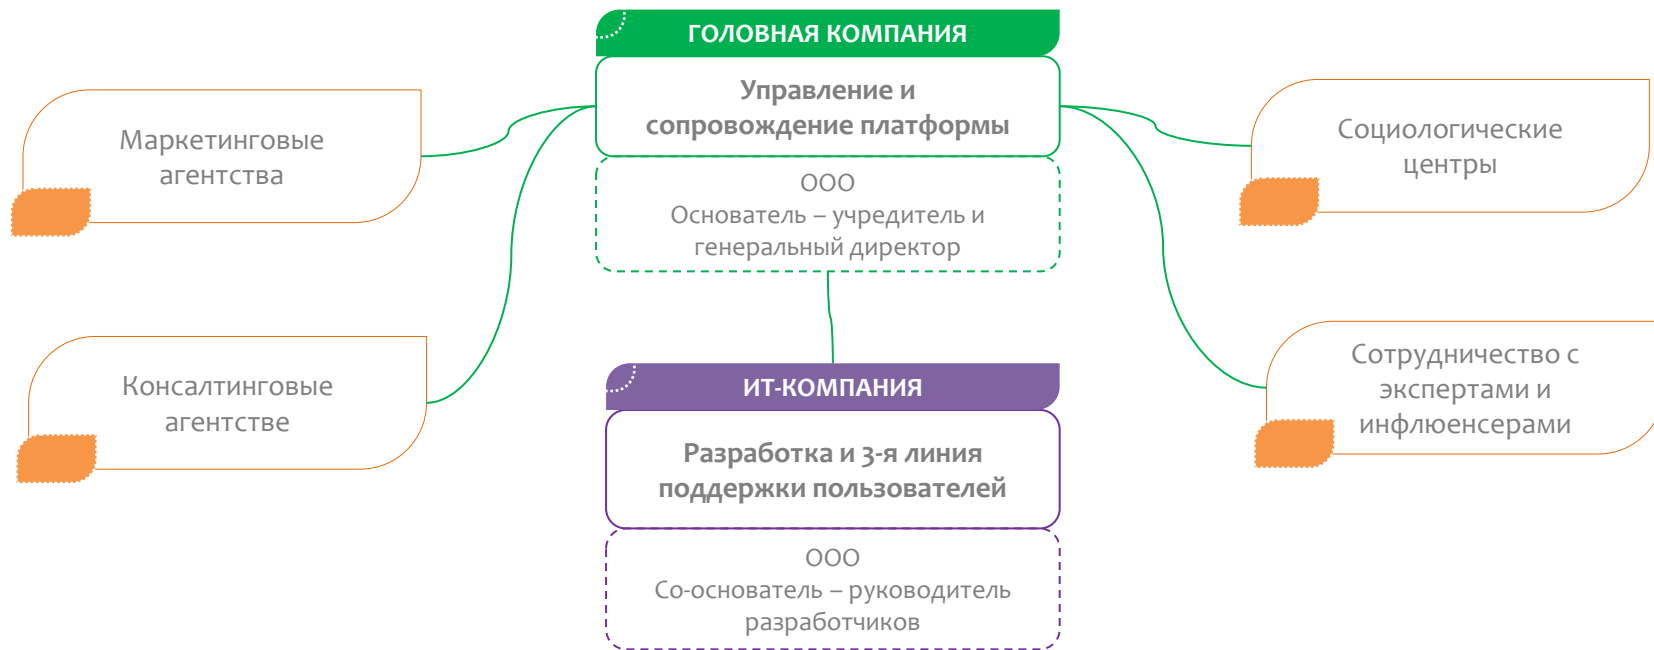 ГОЛОВНАЯ КОМПАНИЯ
Управление и
сопровождение платформы
ООО
Основатель – учредитель и
генеральный директор
Маркетинговые
агентства
Консалтинговые
агентстве
Социологические
центры
Сотрудничество с
экспертами и
инфлюенсерами
ИТ-КОМПАНИЯ
Разработка и 3-я линия
поддержки пользователей
ООО
Со-основатель – руководитель
разработчиков